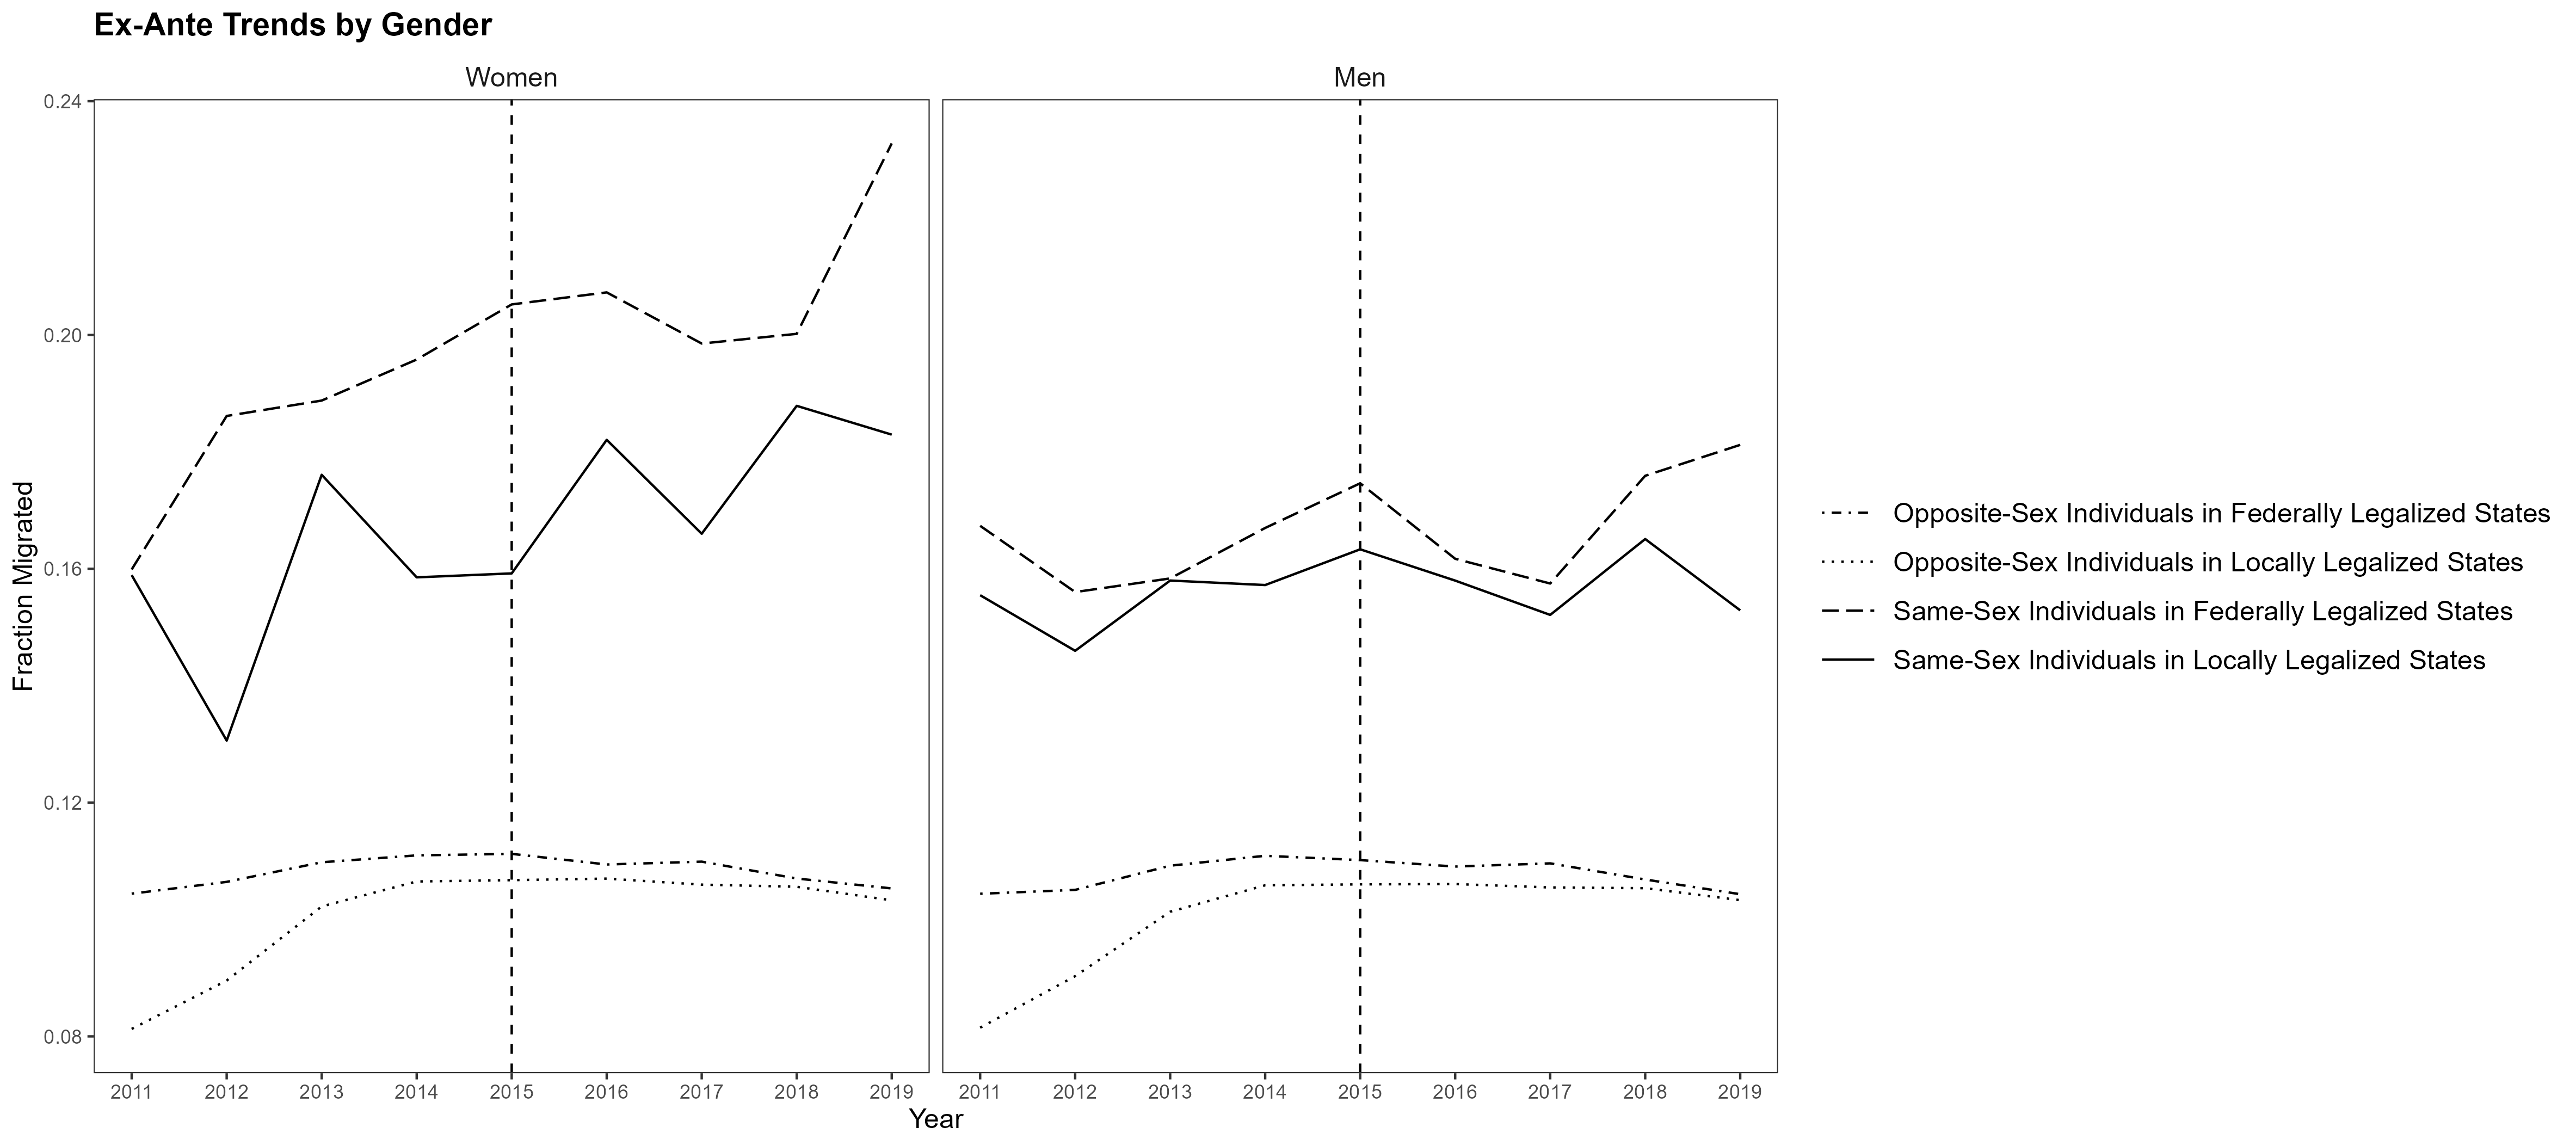 Ex-Ante Trends by Gender
Women
Men
0.24
0.20
0.16
0.12
0.08
Fraction Migrated
2011 2012 2013 2014 2015 2016 2017 2018 2019
2011 2012 2013 2014 2015 2016 2017 2018 2019
Year
Opposite-Sex Individuals in Federally Legalized States
Opposite-Sex Individuals in Locally Legalized States
Same-Sex Individuals in Federally Legalized States
Same-Sex Individuals in Locally Legalized States